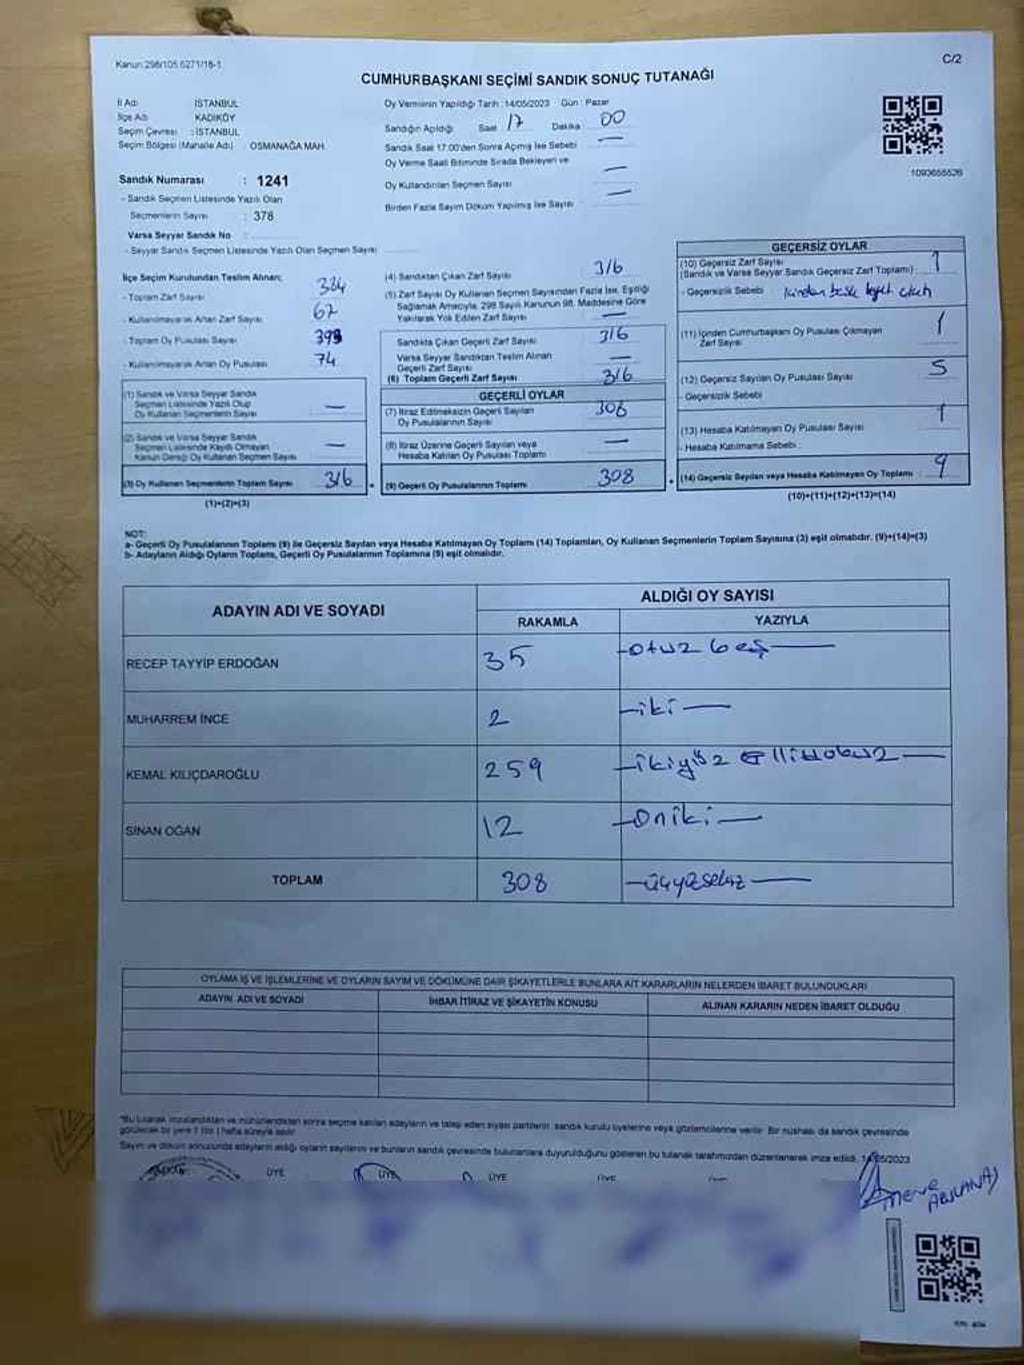 Kanun:298/105 6271/18-1
C/2
CUMHURBAŞKANI SEÇİMİ SANDIK SONUÇ TUTANAĞI
İl Adı İSTANBUL
İlçe Adı KADIKÖY
Seçim Çevresi : İSTANBUL
Seçim Bölgesi (Mahalle Adı) OSMANAĞA MAH.
Sandık Numarası : 1241
- Sandık Seçmen Listesinde Yazılı Olan
Seçmenlerin Sayısı : 378
Varsa Seyyar Sandık No :
- Seyyar Sandık Seçmen Listesinde Yazılı Olan Seçmen Sayısı
Oy Vermenin Yapıldığı Tarih : 14/05/2023 Gün : Pazar
Sandığın Açıldığı Saat 17 Dakika 00
Sandık Saat 17.00'den Sonra Açılmış İse Sebebi —
Oy Verme Saati Bitiminde Sırada Bekleyen ve
Oy Kullandırılan Seçmen Sayısı —
Birden Fazla Sayım Döküm Yapılmış İse Sayısı —
1093655526
İlçe Seçim Kurulundan Teslim Alınan;
- Toplam Zarf Sayısı 384
- Kullanılmayarak Artan Zarf Sayısı 67
- Toplam Oy Pusulası Sayısı
- Kullanılmayarak Artan Oy Pusulası 74
(1) Sandık ve Varsa Seyyar Sandık
Seçmen Listesinde Yazılı Olup
Oy Kullanan Seçmenlerin Sayısı —
(2) Sandık ve Varsa Seyyar Sandık
Seçmen Listesinde Kayıtlı Olmayan
Kanun Gereği Oy Kullanan Seçmen Sayısı —
(3) Oy Kullanan Seçmenlerin Toplam Sayısı 316
(1)+(2)=(3)
(4) Sandıktan Çıkan Zarf Sayısı 316
(5) Zarf Sayısı Oy Kullanan Seçmen Sayısından Fazla İse, Eşitliği
Sağlamak Amacıyla, 298 Sayılı Kanunun 98. Maddesine Göre
Yakılarak Yok Edilen Zarf Sayısı —
Sandıkta Çıkan Geçerli Zarf Sayısı 316
Varsa Seyyar Sandıktan Teslim Alınan
Geçerli Zarf Sayısı —
(6) Toplam Geçerli Zarf Sayısı 316
GEÇERLİ OYLAR
(7) İtiraz Edilmeksizin Geçerli Sayılan
Oy Pusulalarının Sayısı 308
(8) İtiraz Üzerine Geçerli Sayılan veya
Hesaba Katılan Oy Pusulası Toplamı —
(9) Geçerli Oy Pusulalarının Toplamı 308
GEÇERSİZ OYLAR
(10) Geçersiz Zarf Sayısı
(Sandık ve Varsa Seyyar Sandık Geçersiz Zarf Toplamı) 1
- Geçersizlik Sebebi
(11) İçinden Cumhurbaşkanı Oy Pusulası Çıkmayan
Zarf Sayısı 1
(12) Geçersiz Sayılan Oy Pusulası Sayısı 5
- Geçersizlik Sebebi
(13) Hesaba Katılmayan Oy Pusulası Sayısı 1
- Hesaba Katılmama Sebebi :
(14) Geçersiz Sayılan veya Hesaba Katılmayan Oy Toplamı 9
(10)+(11)+(12)+(13)=(14)
NOT:
a- Geçerli Oy Pusulalarının Toplamı (9) ile Geçersiz Sayılan veya Hesaba Katılmayan Oy Toplamı (14) Toplamları, Oy Kullanan Seçmenlerin Toplam Sayısına (3) eşit olmalıdır. (9)+(14)=(3)
b- Adayların Aldığı Oyların Toplamı, Geçerli Oy Pusulalarının Toplamına (9) eşit olmalıdır.
ADAYIN ADI VE SOYADI ALDIĞI OY SAYISI
RAKAMLA YAZIYLA
RECEP TAYYİP ERDOĞAN 35 -otuz beş—
MUHARREM İNCE 2 -iki—
KEMAL KILIÇDAROĞLU 259 -ikiyüz Ellidokuz—
SİNAN OĞAN 12 -oniki—
TOPLAM 308 -üçyüzsekiz—
OYLAMA İŞ VE İŞLEMLERİNE VE OYLARIN SAYIM VE DÖKÜMÜNE DAİR ŞİKAYETLERLE BUNLARA AİT KARARLARIN NELERDEN İBARET BULUNDUKLARI
ADAYIN ADI VE SOYADI İHBAR İTİRAZ VE ŞİKAYETİN KONUSU ALINAN KARARIN NEDEN İBARET OLDUĞU
*Bu tutanak imzalandıktan ve mühürlendikten sonra seçime katılan adayların ve talep eden siyasi partilerin, sandık kurulu üyelerine veya gözlemcilerine verilir. Bir nüshası da sandık çevresinde
görülecek bir yere 1 (bir) hafta süreyle asılır.
Sayım ve döküm sonucunda adayların aldığı oyların sayılarını ve bunların sandık çevresinde bulunanlara duyurulduğunu gösteren bu tutanak tarafımızdan düzenlenerek imza edildi. 14/05/2023
ÜYE ÜYE ÜYE ÜYE
Merve